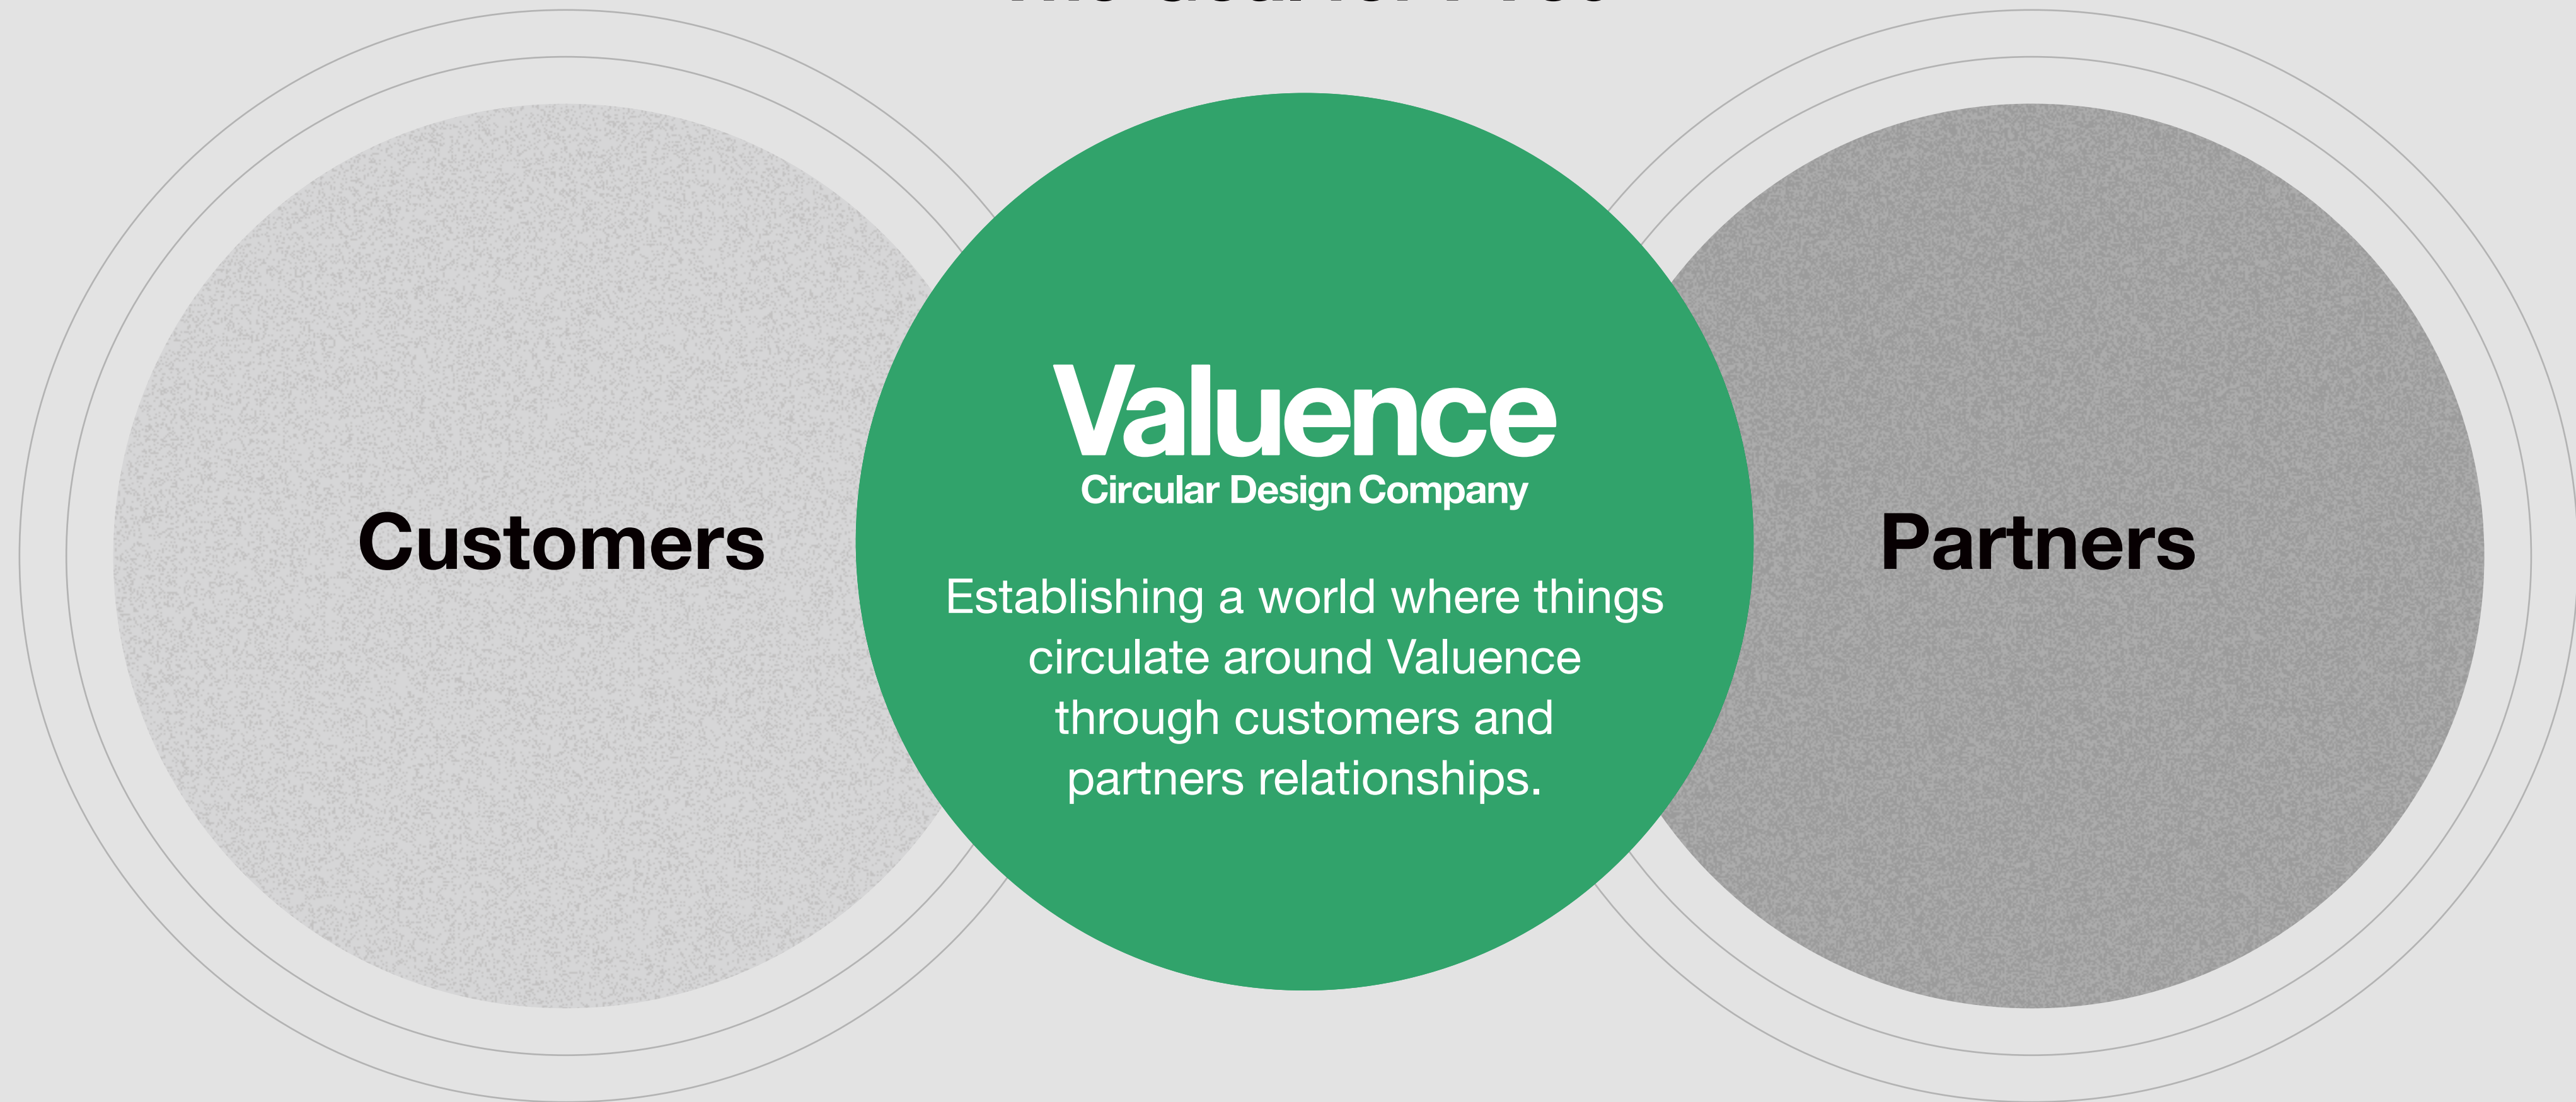 Valuence
Circular Design Company
Customers
Partners
Establishing a world where things
circulate around Valuence
through customers and
partners relationships.